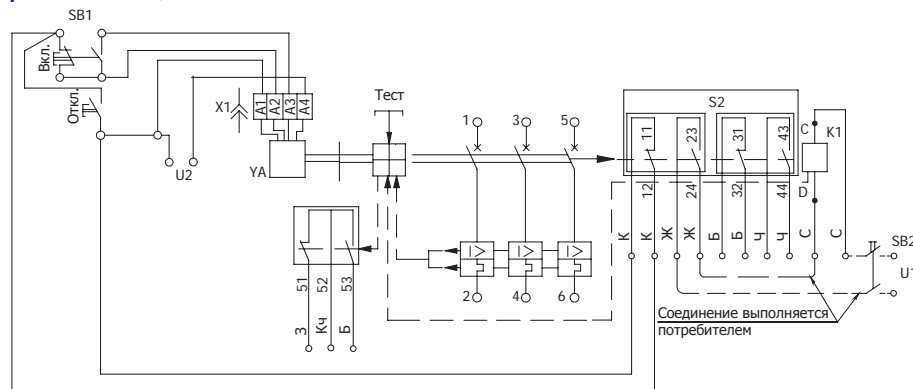 SB1
Вкл.
Откл.
U2
X1
A1
A2
A3
A4
YA
Тест
1
3
5
2
4
6
I>
I>
I>
51
52
53
З
Кч
Б
S2
11
23
31
43
12
24
32
44
C
K1
D
К
К
Ж
Ж
Б
Б
Ч
Ч
С
С
SB2
U1
Соединение выполняется
потребителем